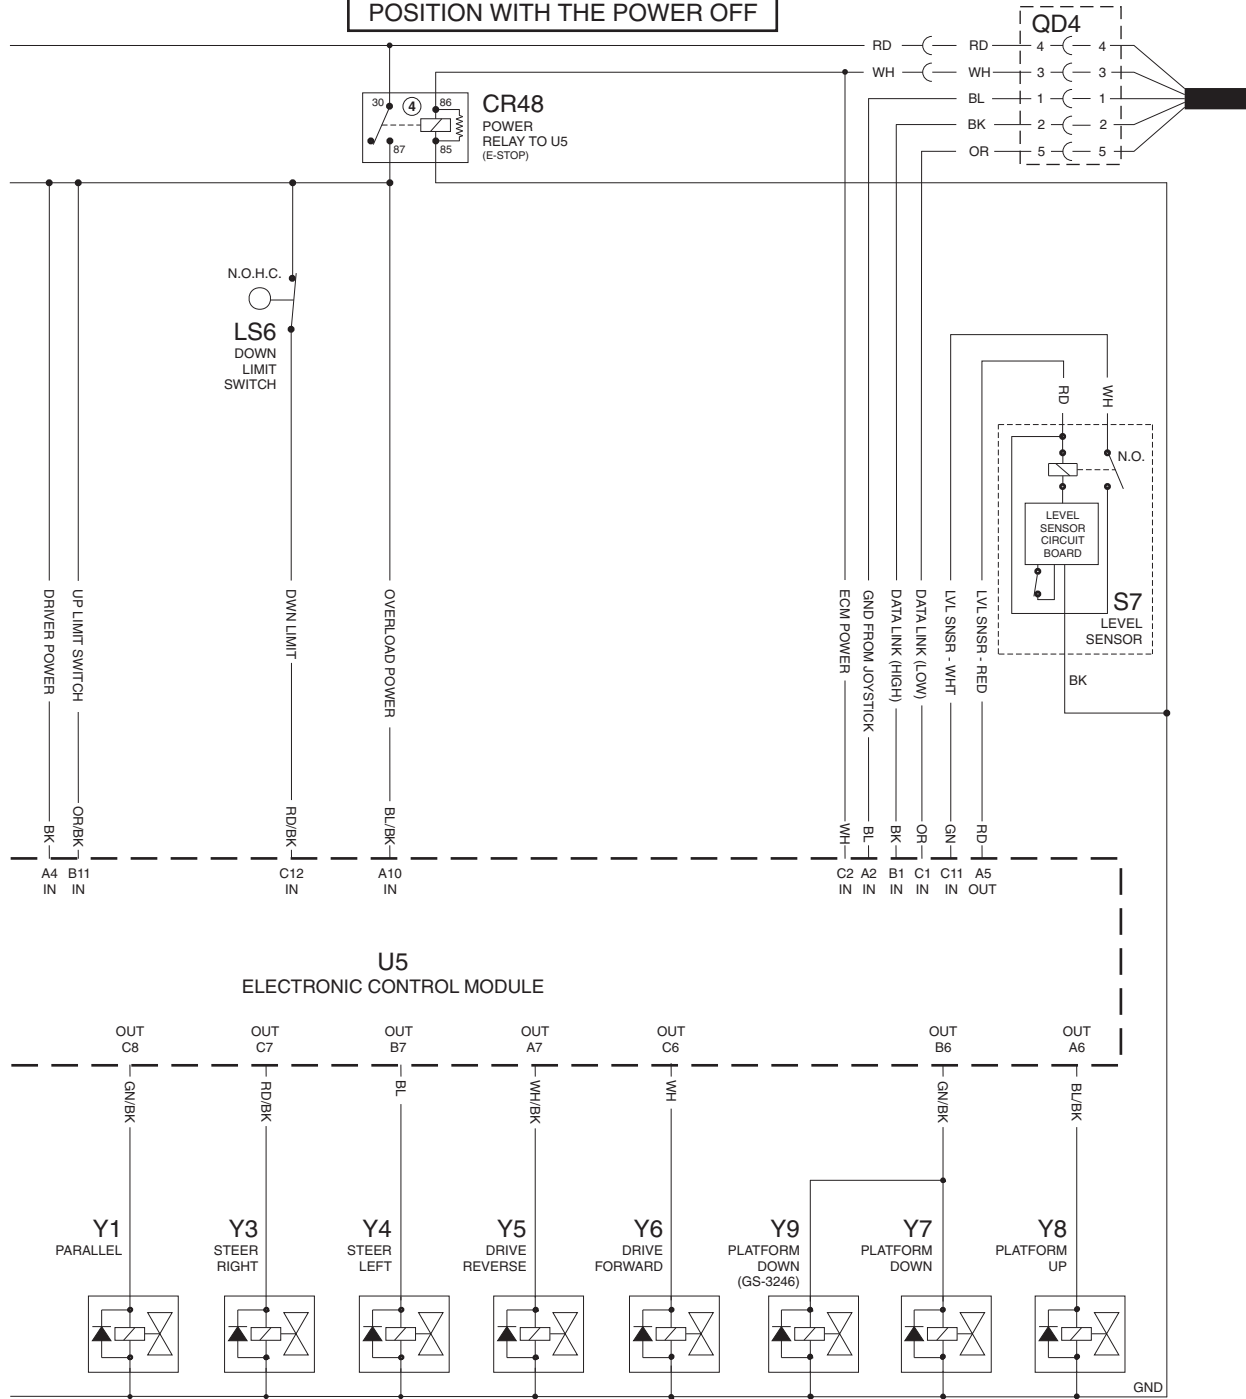 POSITION WITH THE POWER OFF
QD4
RD RD 4 4
WH WH 3 3
BL 1 1
BK 2 2
OR 5 5
30 4 86
87 85
CR48
POWER
RELAY TO U5
(E-STOP)
N.O.H.C.
LS6
DOWN
LIMIT
SWITCH
RD
WH
N.O.
LEVEL
SENSOR
CIRCUIT
BOARD
S7
LEVEL
SENSOR
BK
DRIVER POWER
UP LIMIT SWITCH
DWN LIMIT
OVERLOAD POWER
ECM POWER
GND FROM JOYSTICK
DATA LINK (HIGH)
DATA LINK (LOW)
LVL SNSR - WHT
LVL SNSR - RED
BK
OR/BK
RD/BK
BL/BK
WH
BL
BK
OR
GN
RD
A4 B11 C12 A10 C2 A2 B1 C1 C11 A5
IN IN IN IN IN IN IN IN IN OUT
U5
ELECTRONIC CONTROL MODULE
OUT OUT OUT OUT OUT OUT OUT
C8 C7 B7 A7 C6 B6 A6
GN/BK
RD/BK
BL
WH/BK
WH
GN/BK
BL/BK
Y1
PARALLEL
Y3
STEER
RIGHT
Y4
STEER
LEFT
Y5
DRIVE
REVERSE
Y6
DRIVE
FORWARD
Y9
PLATFORM
DOWN
(GS-3246)
Y7
PLATFORM
DOWN
Y8
PLATFORM
UP
GND